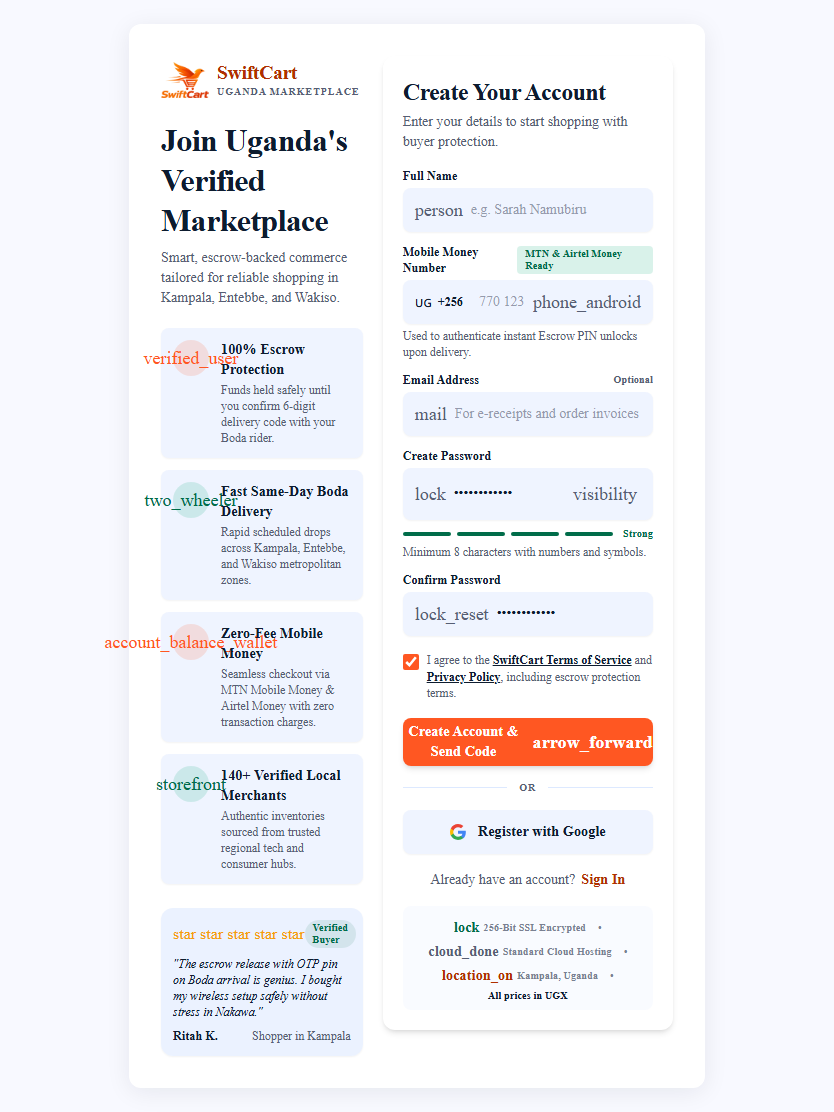 SwiftCart
SwiftCart
UGANDA MARKETPLACE
Join Uganda's
Verified
Marketplace
Smart, escrow-backed commerce
tailored for reliable shopping in
Kampala, Entebbe, and Wakiso.
verified_user
100% Escrow
Protection
Funds held safely until
you confirm 6-digit
delivery code with your
Boda rider.
two_wheeler
Fast Same-Day Boda
Delivery
Rapid scheduled drops
across Kampala, Entebbe,
and Wakiso metropolitan
zones.
account_balance_wallet
Zero-Fee Mobile
Money
Seamless checkout via
MTN Mobile Money &
Airtel Money with zero
transaction charges.
storefront
140+ Verified Local
Merchants
Authentic inventories
sourced from trusted
regional tech and
consumer hubs.
star star star star star
Verified
Buyer
"The escrow release with OTP pin
on Boda arrival is genius. I bought
my wireless setup safely without
stress in Nakawa."
Ritah K. Shopper in Kampala
Create Your Account
Enter your details to start shopping with
buyer protection.
Full Name
person e.g. Sarah Namubiru
Mobile Money
Number
MTN & Airtel Money
Ready
UG +256 770 123 phone_android
Used to authenticate instant Escrow PIN unlocks
upon delivery.
Email Address Optional
mail For e-receipts and order invoices
Create Password
lock •••••••••••• visibility
Strong
Minimum 8 characters with numbers and symbols.
Confirm Password
lock_reset ••••••••••••
I agree to the SwiftCart Terms of Service and
Privacy Policy, including escrow protection
terms.
Create Account &
Send Code
arrow_forward
OR
Register with Google
Already have an account? Sign In
lock 256-Bit SSL Encrypted •
cloud_done Standard Cloud Hosting •
location_on Kampala, Uganda •
All prices in UGX